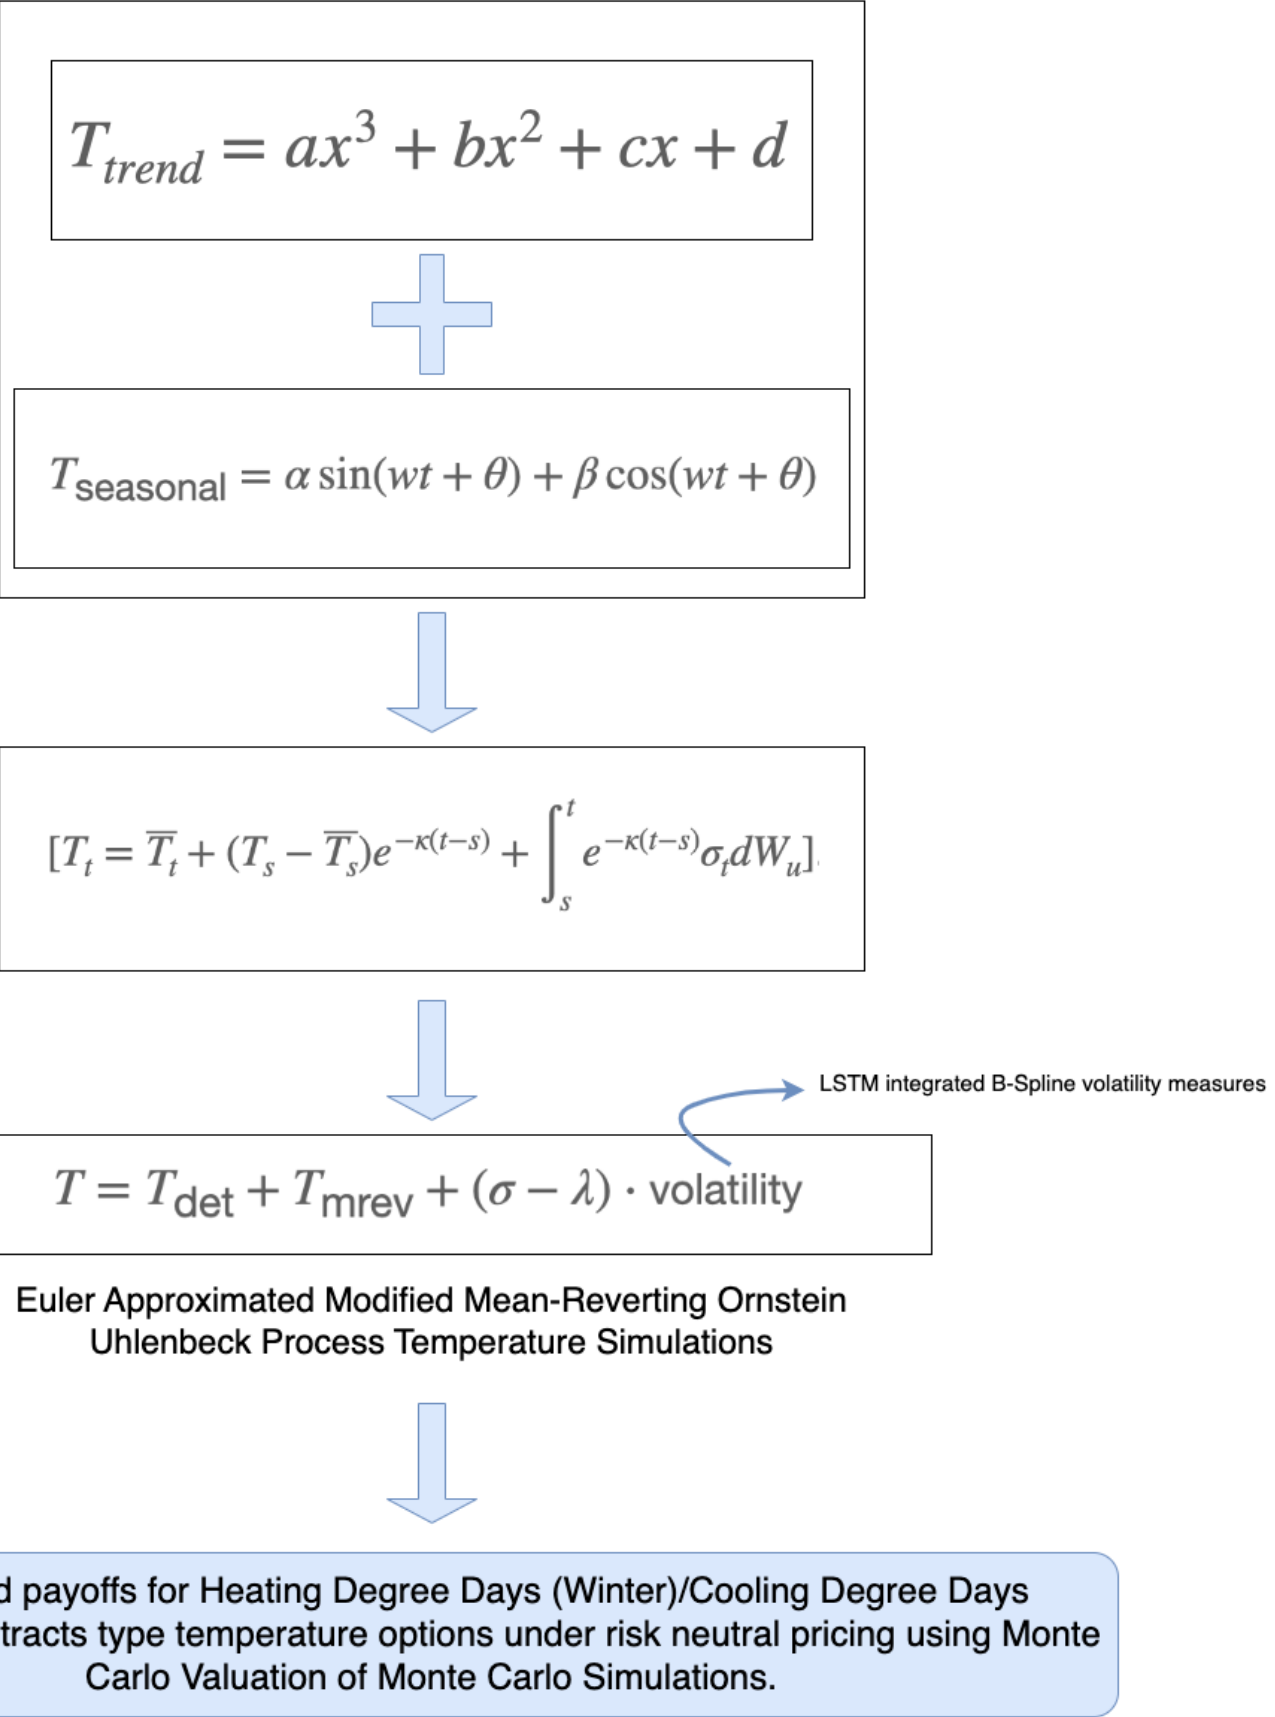 T_trend = ax³ + bx² + cx + d
T_seasonal = α sin(wt + θ) + β cos(wt + θ)
[T_t = T̅_t + (T_s − T̅_s)e^{−κ(t−s)} + ∫_s^t e^{−κ(t−s)}σ_t dW_u].
LSTM integrated B-Spline volatility measures
T = T_det + T_mrev + (σ − λ) · volatility
Euler Approximated Modified Mean-Reverting Ornstein
Uhlenbeck Process Temperature Simulations
payoffs for Heating Degree Days (Winter)/Cooling Degree Days
type temperature options under risk neutral pricing using Monte
Carlo Valuation of Monte Carlo Simulations.